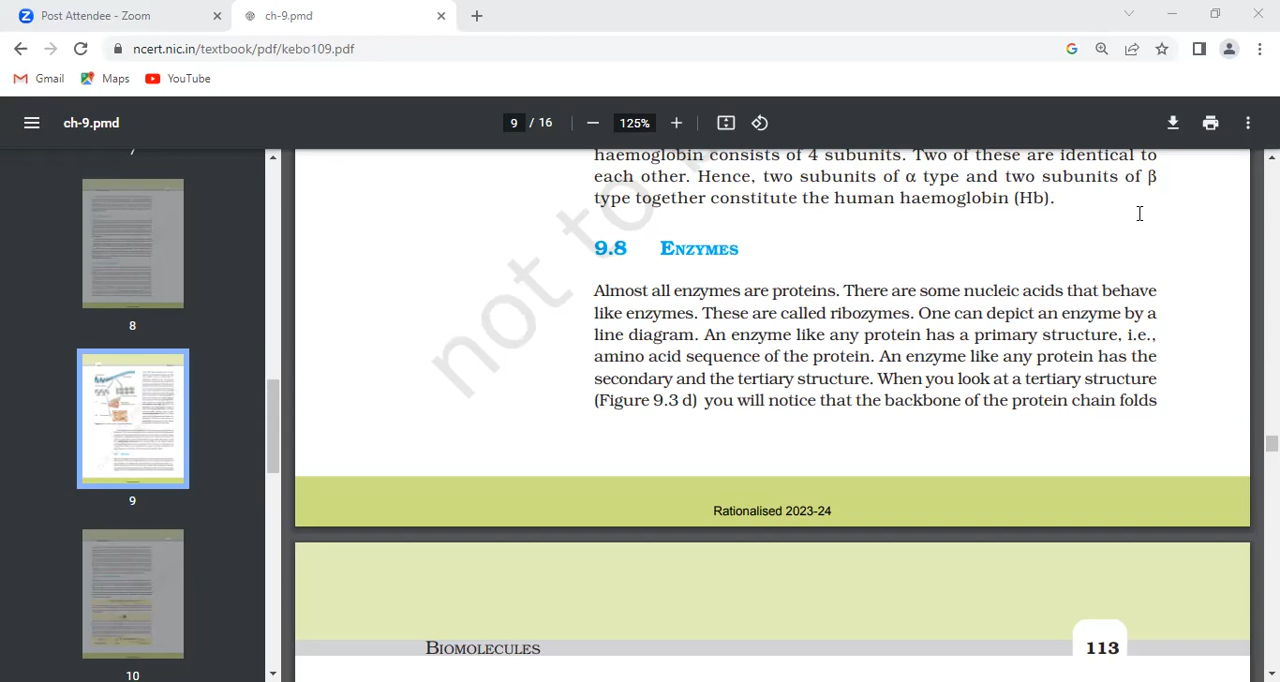 Post Attendee - Zoom
ch-9.pmd
ncert.nic.in/textbook/pdf/kebo109.pdf
Gmail
Maps
YouTube
ch-9.pmd
9 / 16
125%
7
8
9
10
haemoglobin consists of 4 subunits. Two of these are identical to
each other. Hence, two subunits of α type and two subunits of β
type together constitute the human haemoglobin (Hb).
9.8 ENZYMES
Almost all enzymes are proteins. There are some nucleic acids that behave
like enzymes. These are called ribozymes. One can depict an enzyme by a
line diagram. An enzyme like any protein has a primary structure, i.e.,
amino acid sequence of the protein. An enzyme like any protein has the
secondary and the tertiary structure. When you look at a tertiary structure
(Figure 9.3 d) you will notice that the backbone of the protein chain folds
not to
Rationalised 2023-24
BIOMOLECULES
113